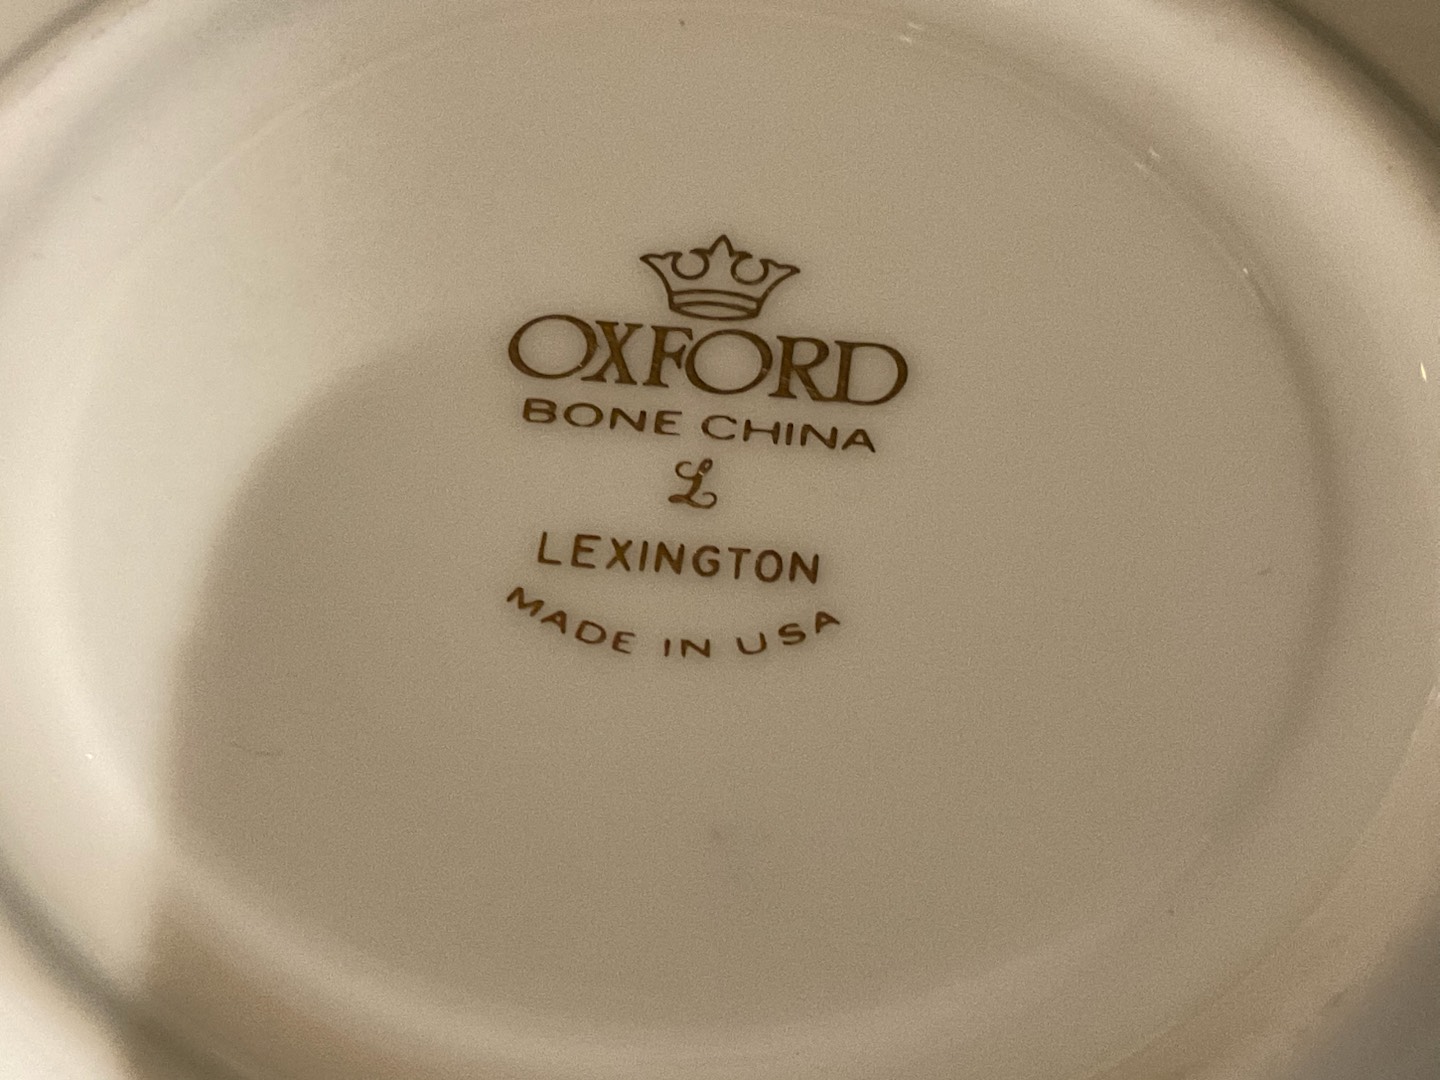 OXFORD
BONE CHINA
L
LEXINGTON
MADE IN USA